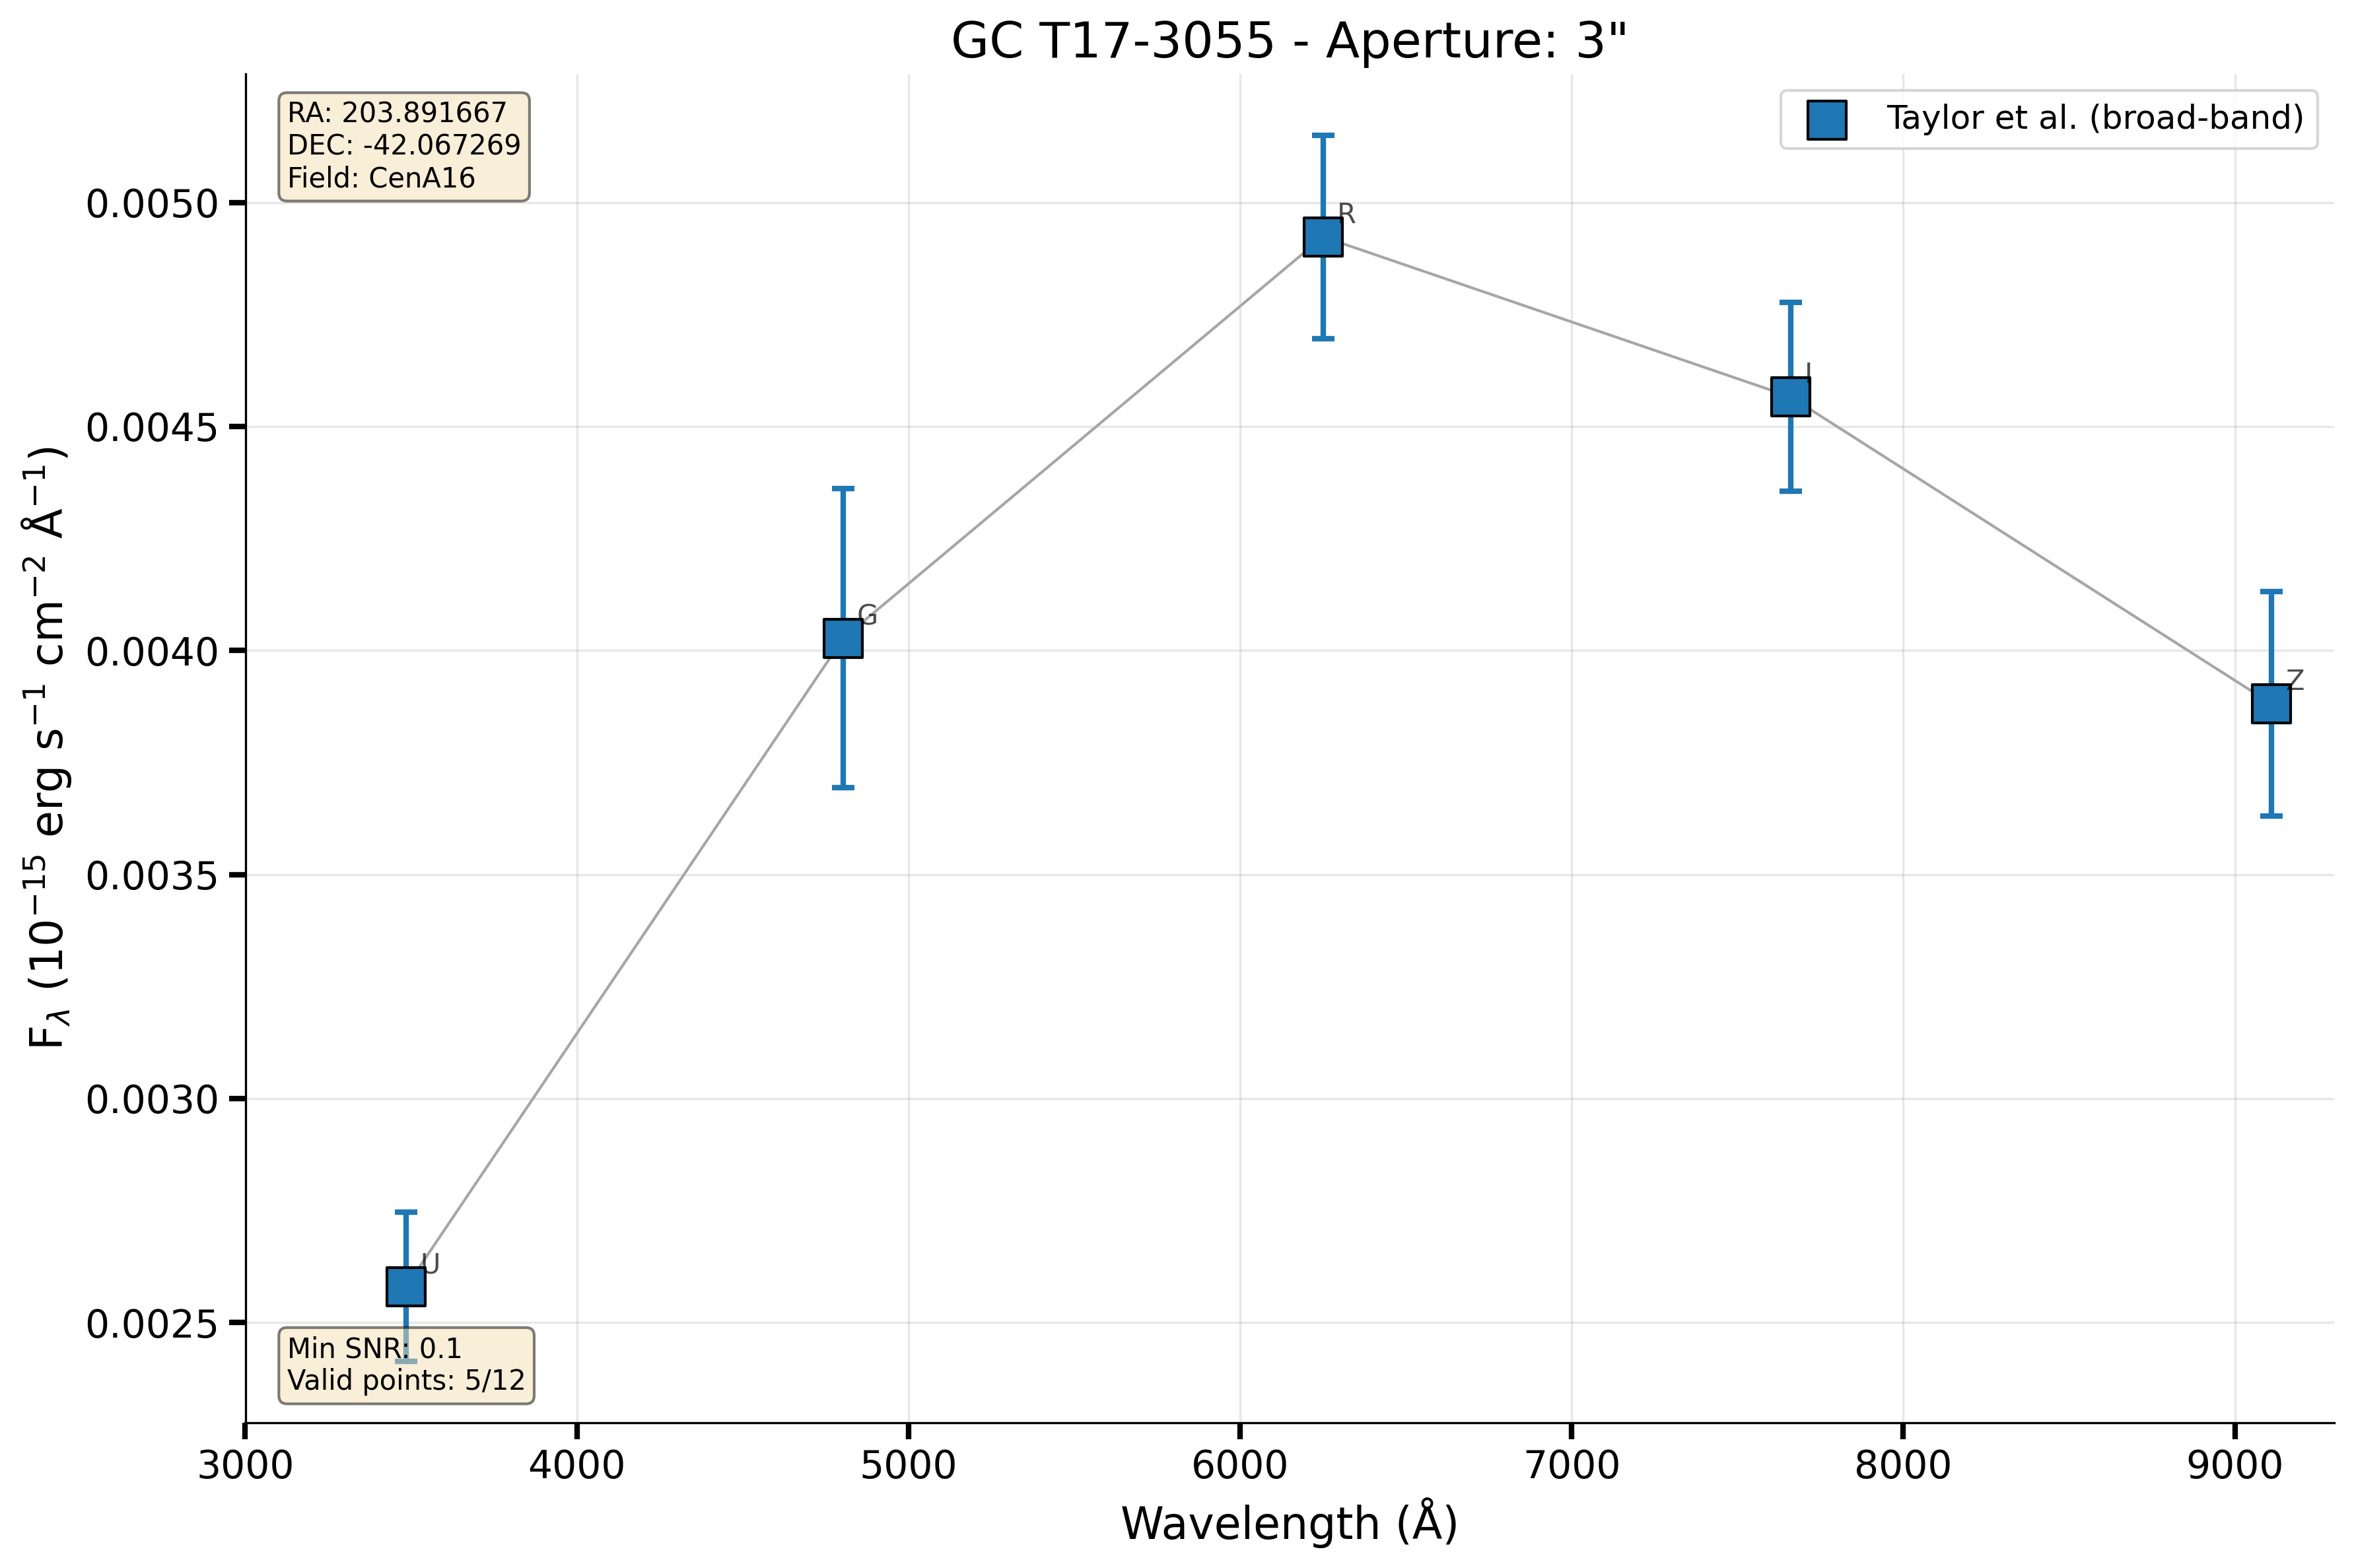 GC T17-3055 - Aperture: 3"
RA: 203.891667
DEC: -42.067269
Field: CenA16
Taylor et al. (broad-band)
F_λ (10⁻¹⁵ erg s⁻¹ cm⁻² Å⁻¹)
0.0050
0.0045
0.0040
0.0035
0.0030
0.0025
U
G
R
I
Z
Min SNR: 0.1
Valid points: 5/12
3000 4000 5000 6000 7000 8000 9000
Wavelength (Å)